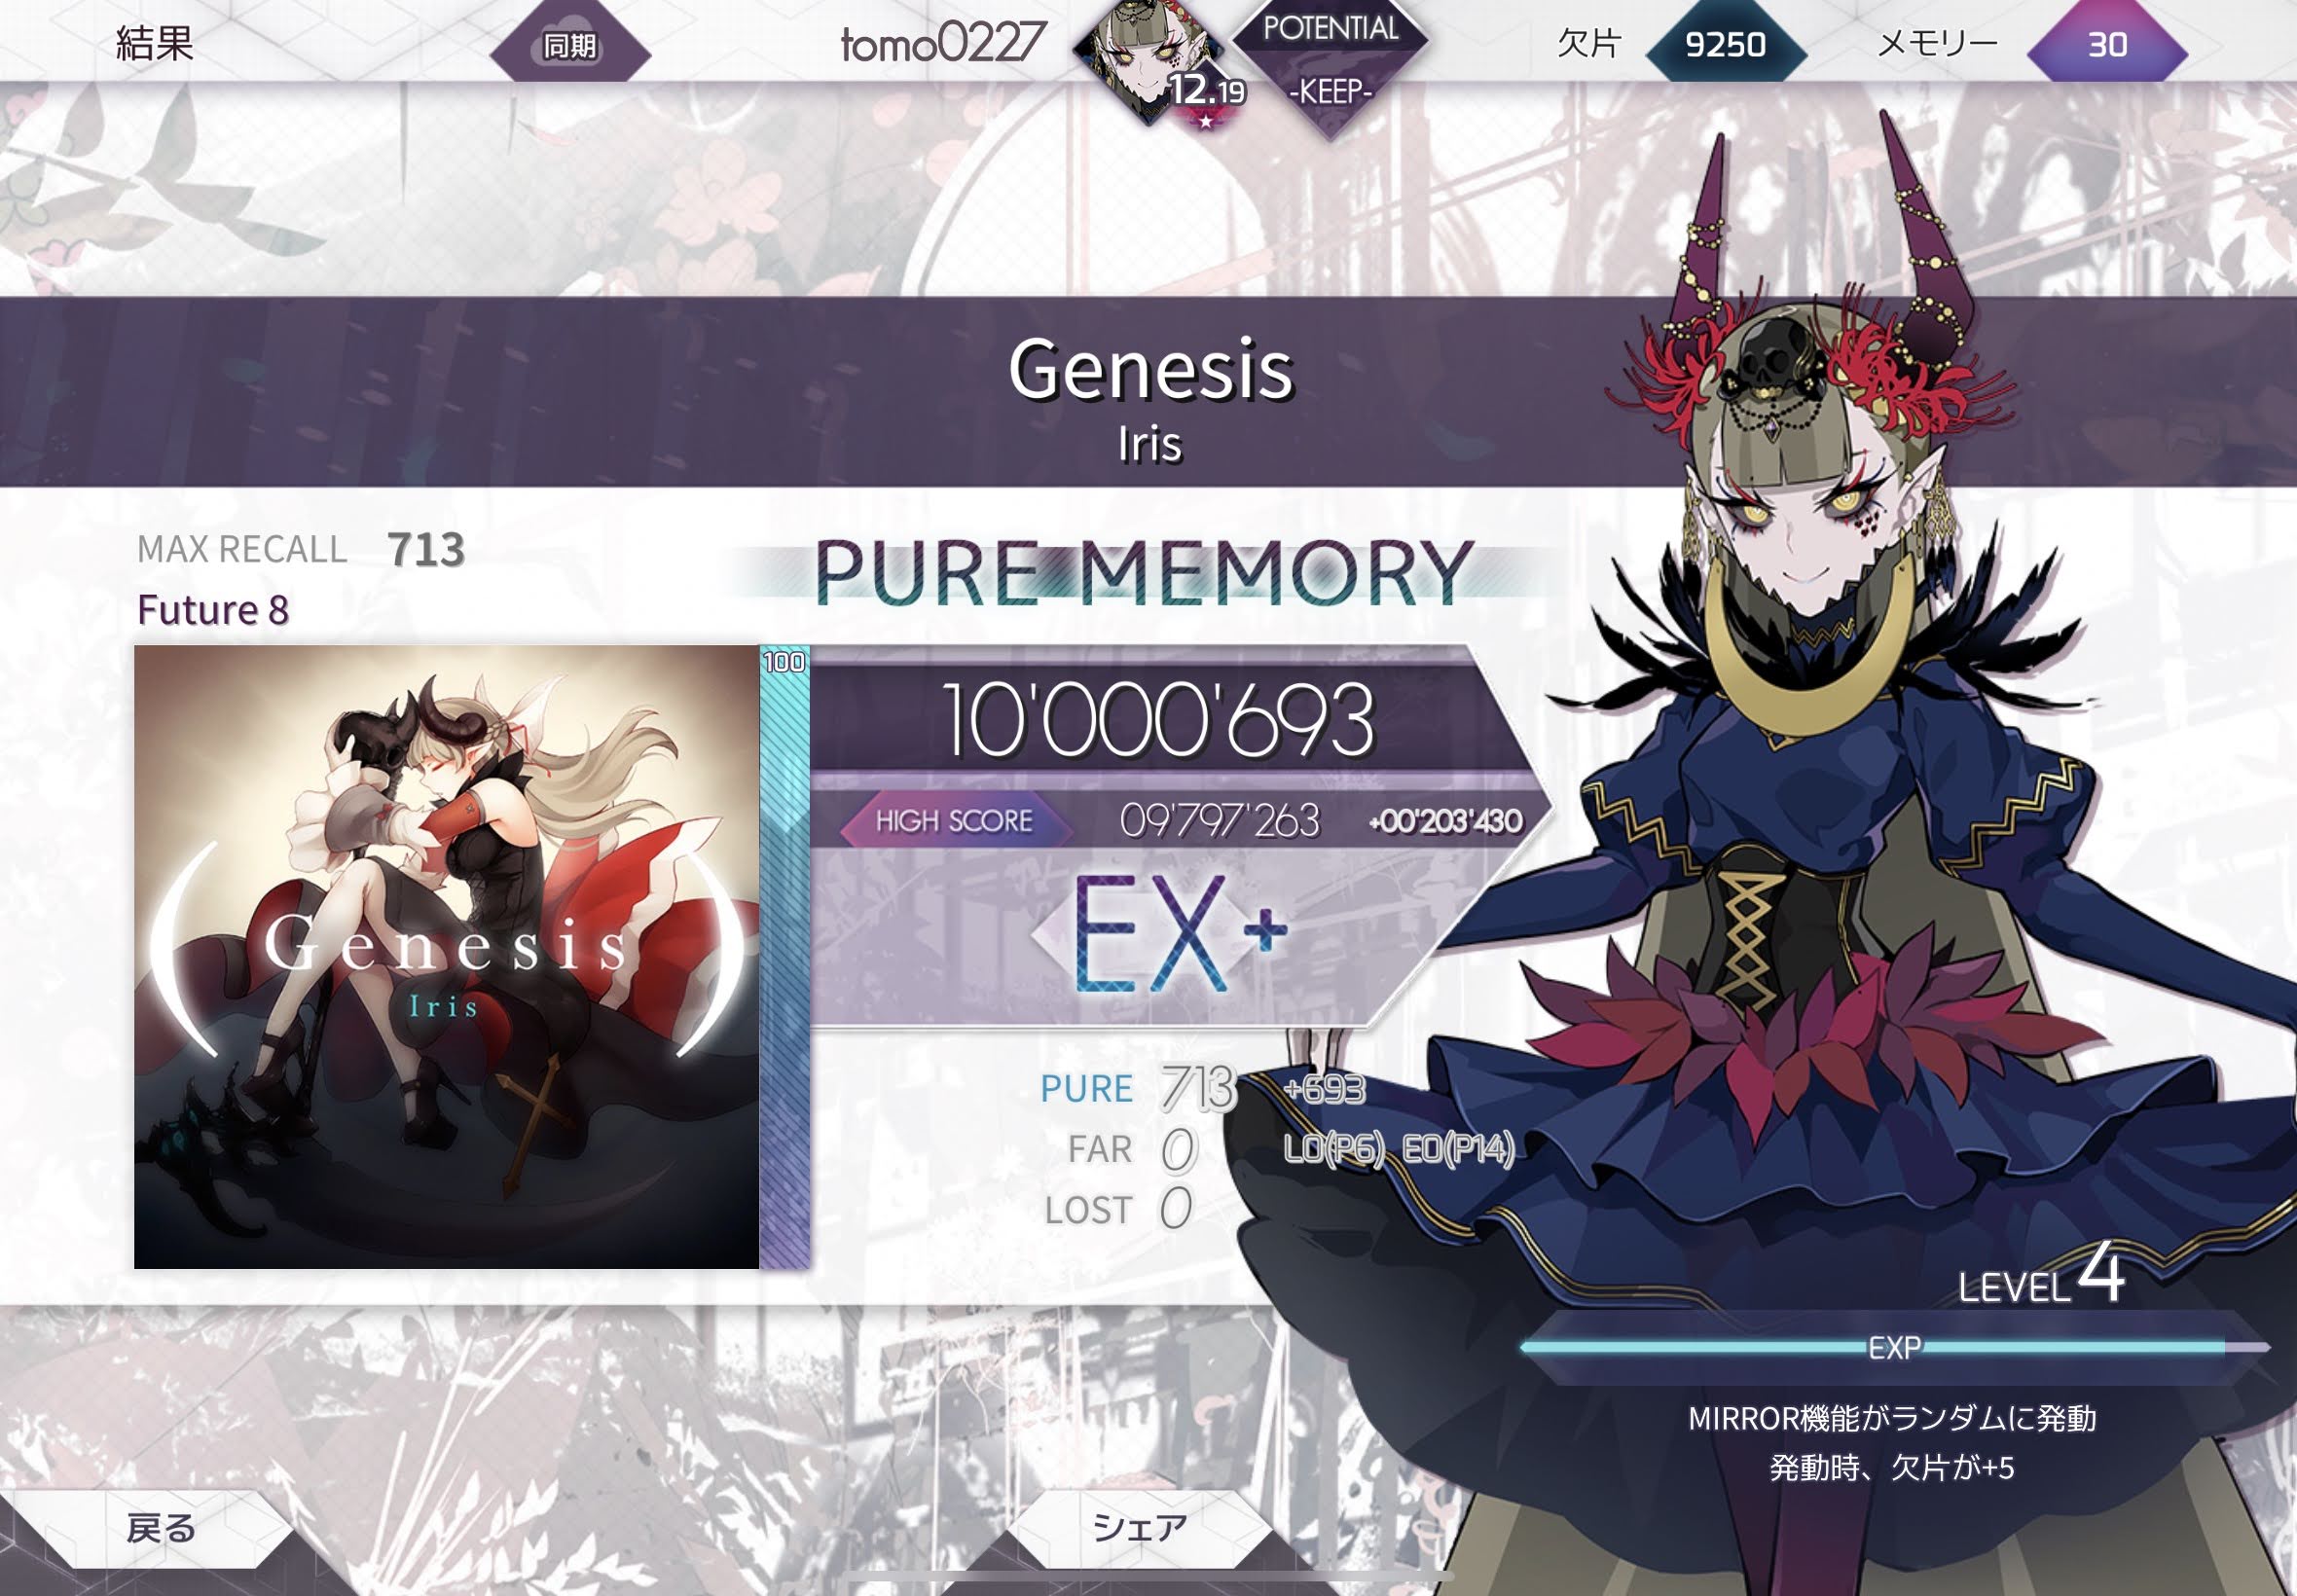 結果
同期
tomo0227
12.19
POTENTIAL
-KEEP-
欠片 9250
メモリー 30
Genesis
Iris
MAX RECALL 713
Future 8
PURE MEMORY
100
10'000'693
HIGH SCORE 09'797'263 +00'203'430
EX+
Genesis
Iris
PURE 713 +693
FAR 0 L0(P6) E0(P14)
LOST 0
LEVEL 4
EXP
MIRROR機能がランダムに発動
発動時、欠片が+5
戻る
シェア